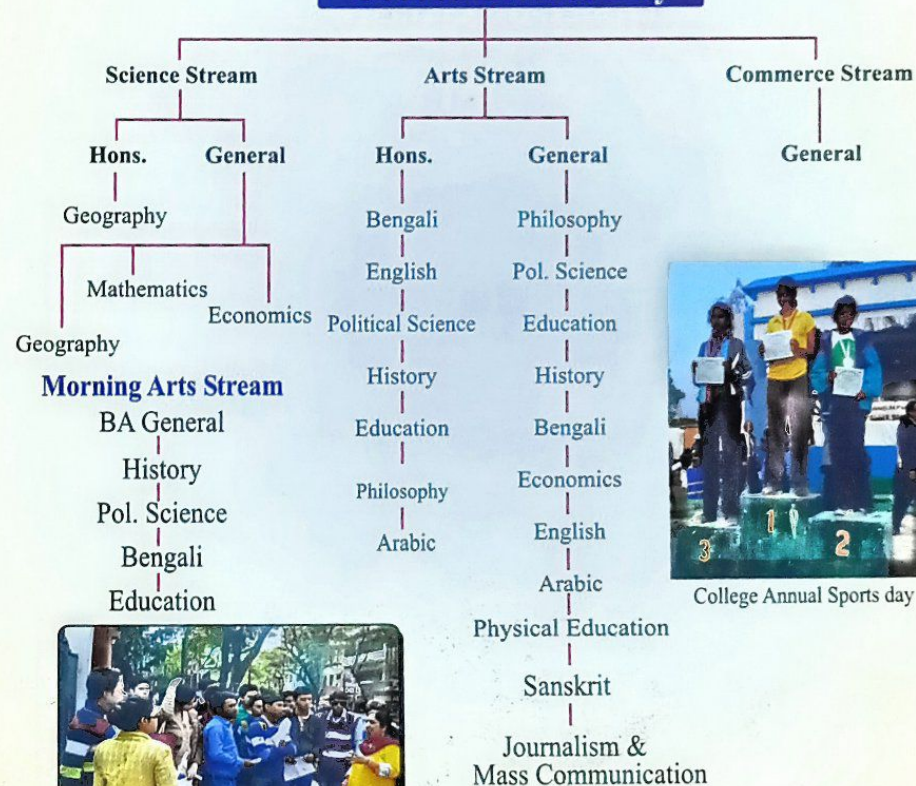 Science Stream
Arts Stream
Commerce Stream
Hons.
General
Hons.
General
General
Geography
Mathematics
Economics
Geography
Bengali
English
Political Science
History
Education
Philosophy
Arabic
Philosophy
Pol. Science
Education
History
Bengali
Economics
English
Arabic
Physical Education
Sanskrit
Journalism &
Mass Communication
Morning Arts Stream
BA General
History
Pol. Science
Bengali
Education
3
1
2
College Annual Sports day